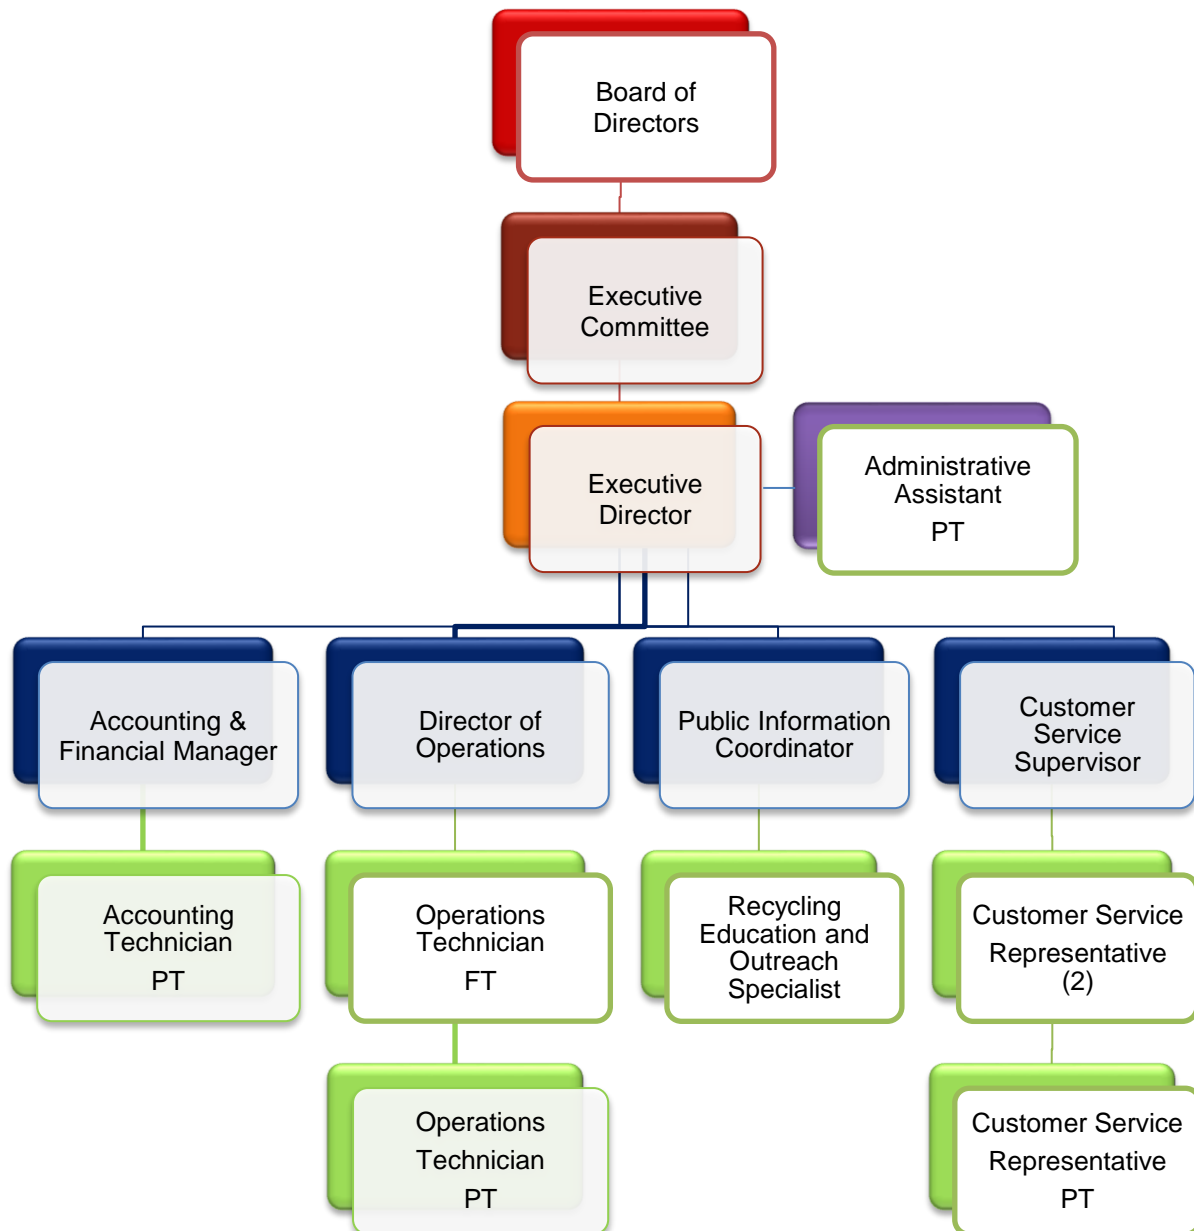 Board of
Directors
Executive
Committee
Executive
Director
Administrative
Assistant
PT
Accounting &
Financial Manager
Director of
Operations
Public Information
Coordinator
Customer
Service
Supervisor
Accounting
Technician
PT
Operations
Technician
FT
Recycling
Education and
Outreach
Specialist
Customer Service
Representative
(2)
Operations
Technician
PT
Customer Service
Representative
PT